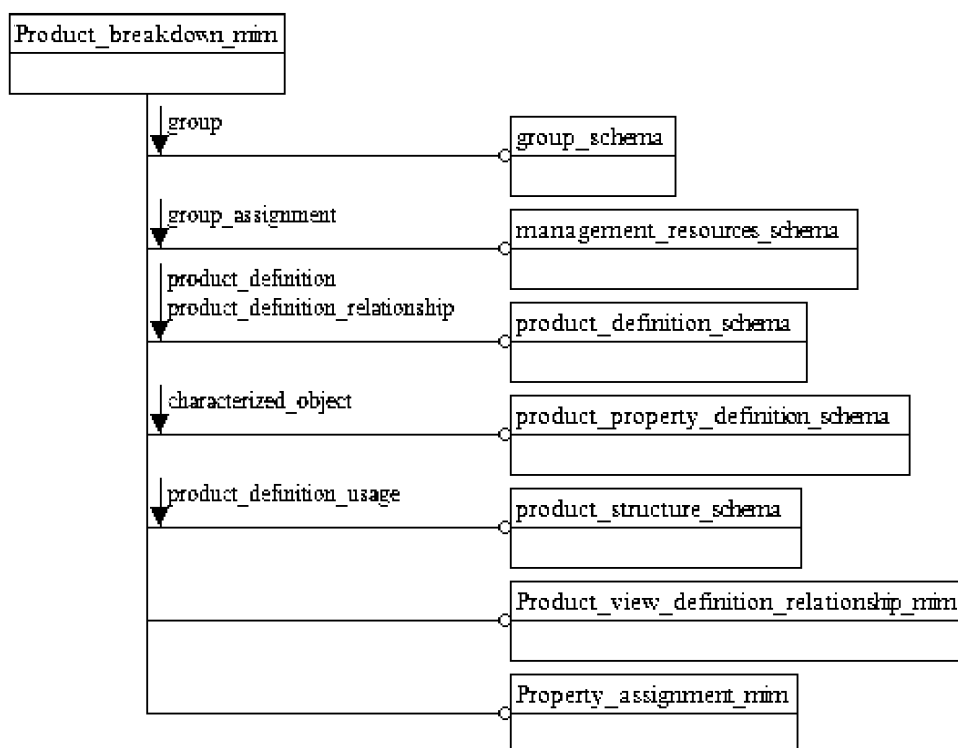 Product_breakdown_mim
group
group_schema
group_assignment
management_resources_schema
product_definition
product_definition_relationship
product_definition_schema
characterized_object
product_property_definition_schema
product_definition_usage
product_structure_schema
Product_view_definition_relationship_mim
Property_assignment_mim